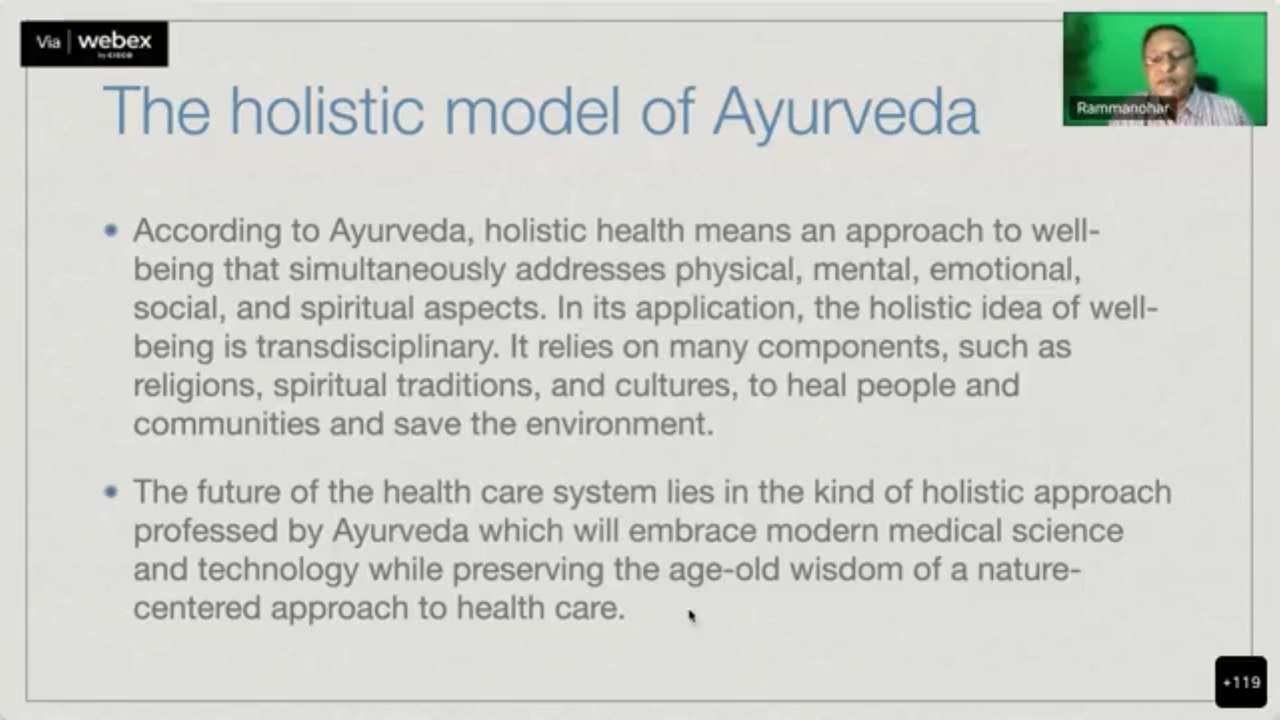 Via | webex
by CISCO
Rammanohar
The holistic model of Ayurveda
• According to Ayurveda, holistic health means an approach to well-
being that simultaneously addresses physical, mental, emotional,
social, and spiritual aspects. In its application, the holistic idea of well-
being is transdisciplinary. It relies on many components, such as
religions, spiritual traditions, and cultures, to heal people and
communities and save the environment.
• The future of the health care system lies in the kind of holistic approach
professed by Ayurveda which will embrace modern medical science
and technology while preserving the age-old wisdom of a nature-
centered approach to health care.
+119